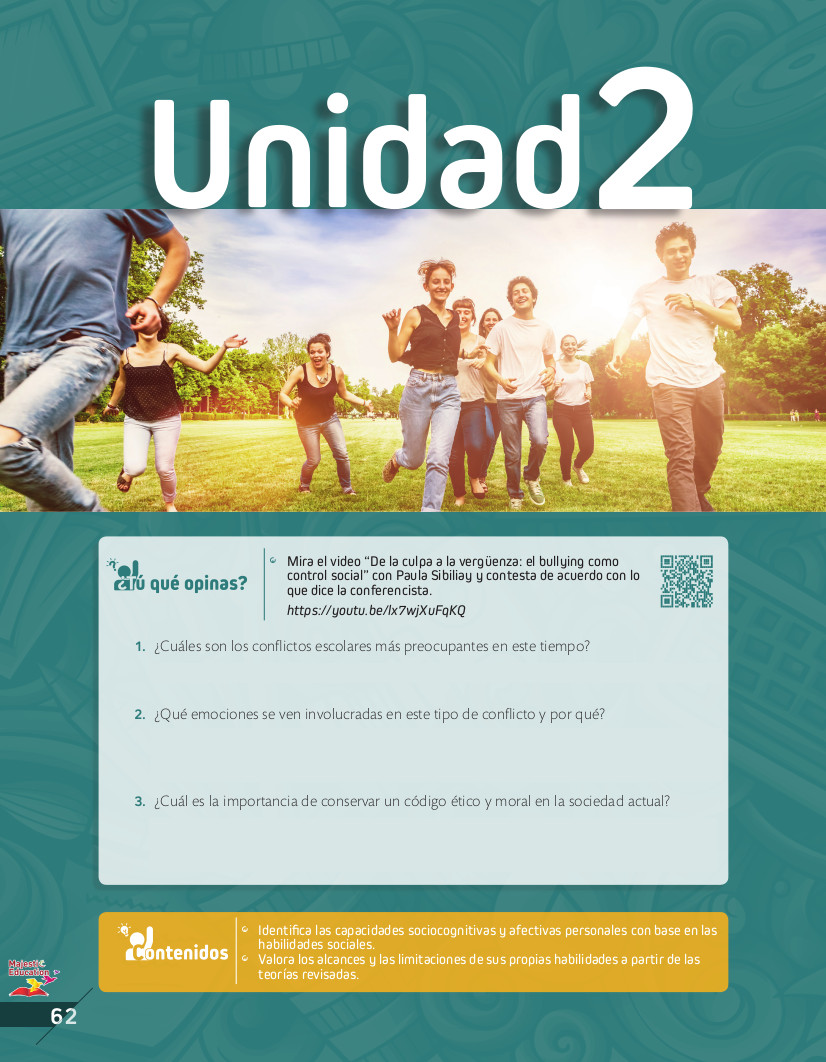 Unidad 2
¿Tú qué opinas?
Mira el video “De la culpa a la vergüenza: el bullying como
control social” con Paula Sibiliay y contesta de acuerdo con lo
que dice la conferencista.
https://youtu.be/lx7wjXuFqKQ
1. ¿Cuáles son los conflictos escolares más preocupantes en este tiempo?
2. ¿Qué emociones se ven involucradas en este tipo de conflicto y por qué?
3. ¿Cuál es la importancia de conservar un código ético y moral en la sociedad actual?
Contenidos
Identifica las capacidades sociocognitivas y afectivas personales con base en las
habilidades sociales.
Valora los alcances y las limitaciones de sus propias habilidades a partir de las
teorías revisadas.
Majestic
Education
62